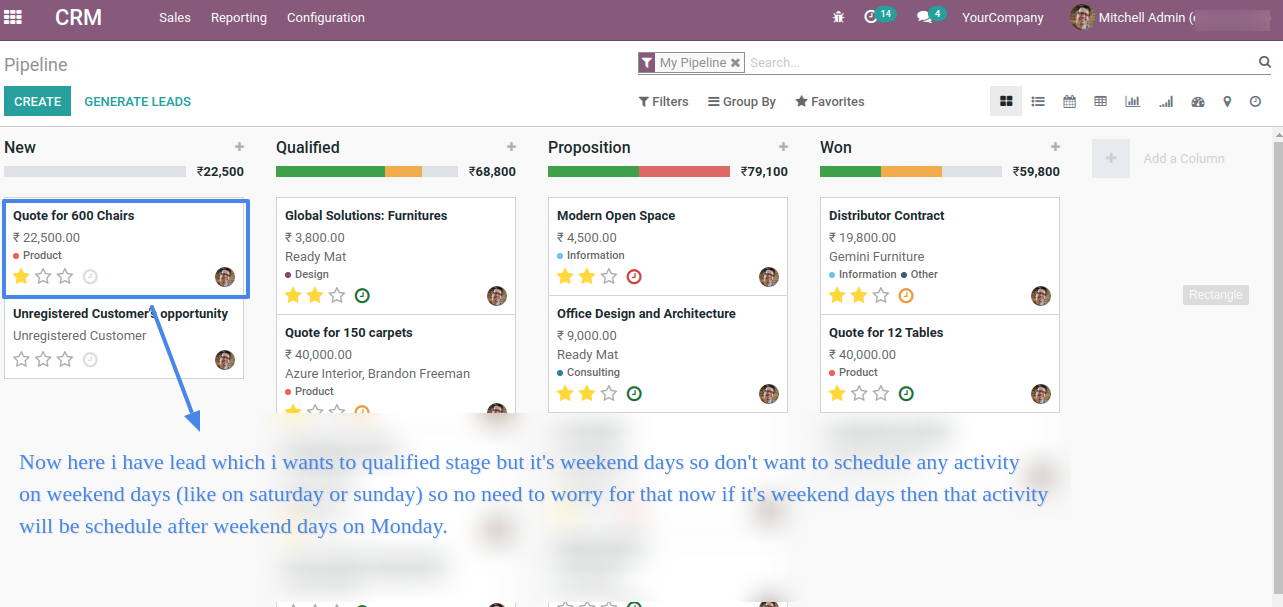 CRM Sales Reporting Configuration 14 4 YourCompany Mitchell Admin (
Pipeline
My Pipeline ✖ Search...
CREATE GENERATE LEADS
Filters Group By Favorites
New +
₹22,500
Quote for 600 Chairs
₹ 22,500.00
Product
Unregistered Customer's opportunity
Unregistered Customer
Qualified +
₹68,800
Global Solutions: Furnitures
₹ 3,800.00
Ready Mat
Design
Quote for 150 carpets
₹ 40,000.00
Azure Interior, Brandon Freeman
Product
Proposition +
₹79,100
Modern Open Space
₹ 4,500.00
Information
Office Design and Architecture
₹ 9,000.00
Ready Mat
Consulting
Won +
₹59,800
Distributor Contract
₹ 19,800.00
Gemini Furniture
Information Other
Quote for 12 Tables
₹ 40,000.00
Product
+ Add a Column
Rectangle
Now here i have lead which i wants to qualified stage but it's weekend days so don't want to schedule any activity
on weekend days (like on saturday or sunday) so no need to worry for that now if it's weekend days then that activity
will be schedule after weekend days on Monday.